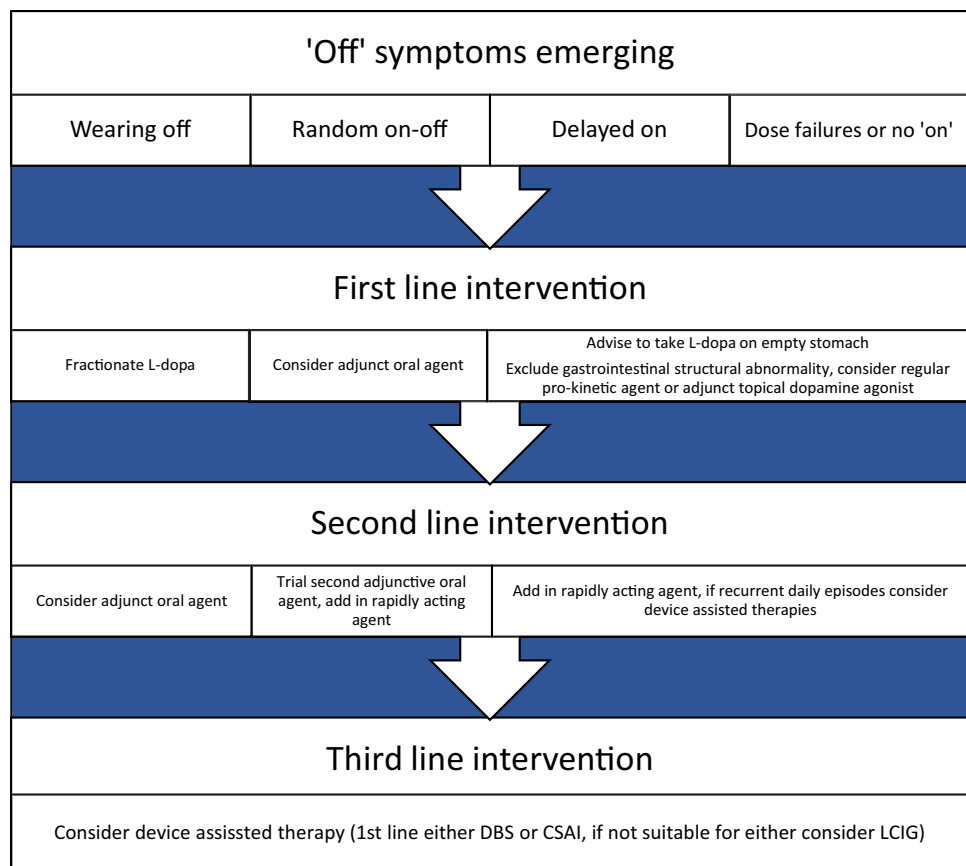 'Off' symptoms emerging
Wearing off
Random on-off
Delayed on
Dose failures or no 'on'
First line intervention
Fractionate L-dopa
Consider adjunct oral agent
Advise to take L-dopa on empty stomach
Exclude gastrointestinal structural abnormality, consider regular
pro-kinetic agent or adjunct topical dopamine agonist
Second line intervention
Consider adjunct oral agent
Trial second adjunctive oral
agent, add in rapidly acting
agent
Add in rapidly acting agent, if recurrent daily episodes consider
device assisted therapies
Third line intervention
Consider device assissted therapy (1st line either DBS or CSAI, if not suitable for either consider LCIG)